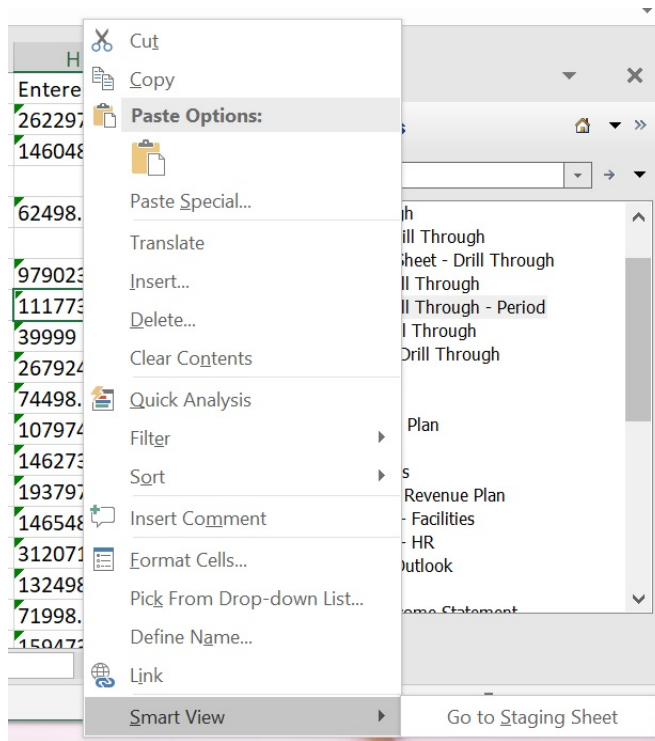 H
Entere
262297
146048
62498.
979023
111773
39999
267924
74498.
107974
146273
193797
146548
312071
132498
71998.
Cut
Copy
Paste Options:
Paste Special...
Translate
Insert...
Delete...
Clear Contents
Quick Analysis
Filter
Sort
Insert Comment
Format Cells...
Pick From Drop-down List...
Define Name...
Link
Smart View
Go to Staging Sheet
gh
ill Through
Sheet - Drill Through
ll Through
ll Through - Period
l Through
Drill Through
Plan
s
Revenue Plan
- Facilities
- HR
Outlook
ome Statement